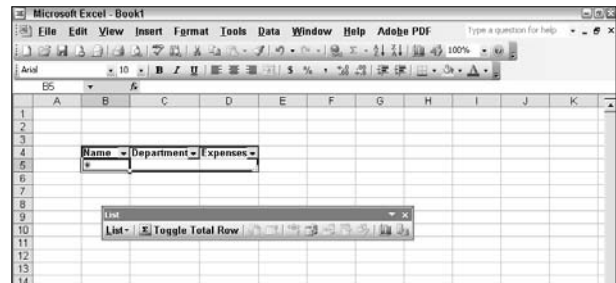 Microsoft Excel - Book1
File Edit View Insert Format Tools Data Window Help Adobe PDF Type a question for help
100%
Arial 10 B I U $ % ,
B5 fx
A B C D E F G H I J K
1
2
3
4 Name Department Expenses
5 *
6
7
8
9 List
10 List Σ Toggle Total Row
11
12
13
14